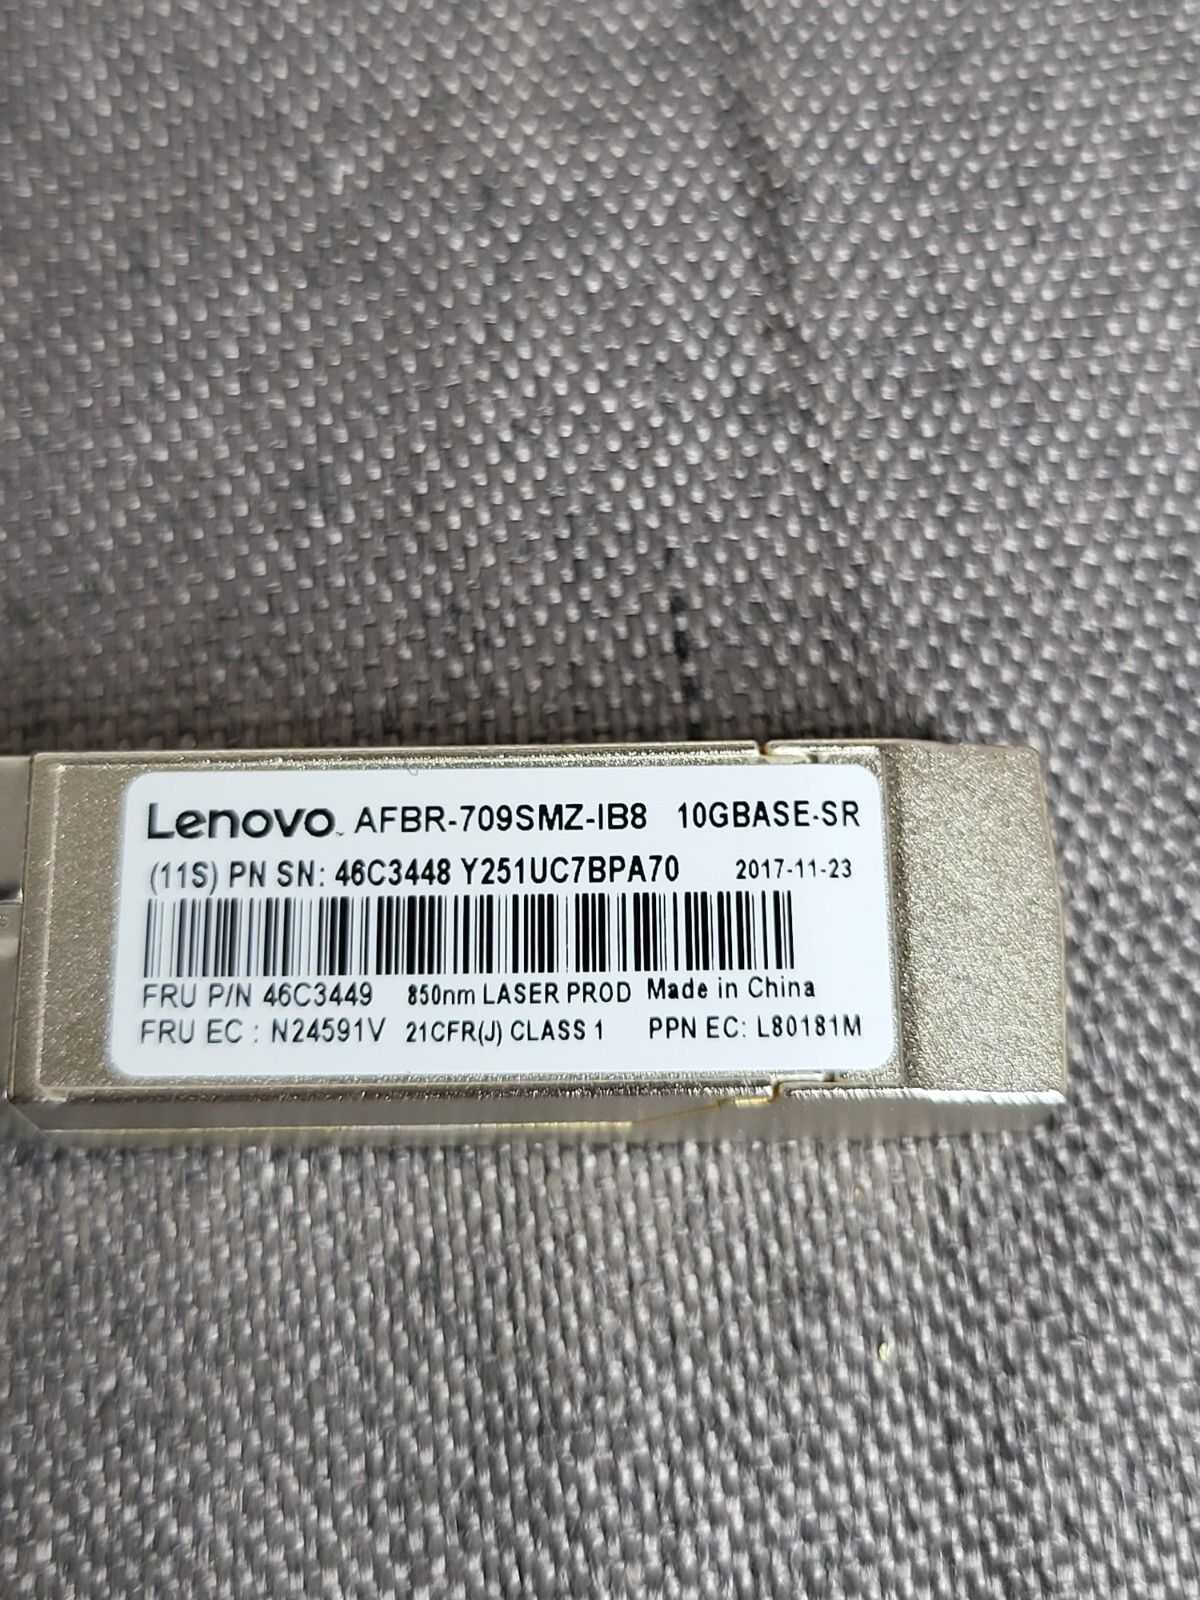 Lenovo AFBR-709SMZ-IB8 10GBASE-SR
(11S) PN SN: 46C3448 Y251UC7BPA70 2017-11-23
FRU P/N 46C3449 850nm LASER PROD Made in China
FRU EC : N24591V 21CFR(J) CLASS 1 PPN EC: L80181M